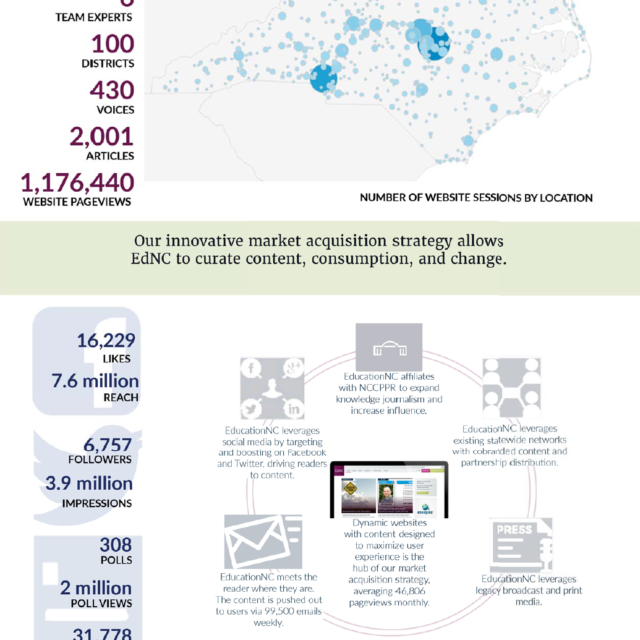 TEAM EXPERTS
100
DISTRICTS
430
VOICES
2,001
ARTICLES
1,176,440
WEBSITE PAGEVIEWS
NUMBER OF WEBSITE SESSIONS BY LOCATION
Our innovative market acquisition strategy allows
EdNC to curate content, consumption, and change.
16,229
LIKES
7.6 million
REACH
6,757
FOLLOWERS
3.9 million
IMPRESSIONS
308
POLLS
2 million
POLL VIEWS
31,778
EducationNC affiliates
with NCCPPR to expand
knowledge journalism and
increase influence.
EducationNC leverages
social media by targeting
and boosting on Facebook
and Twitter, driving readers
to content.
EducationNC leverages
existing statewide networks
with cobranded content and
partnership distribution.
Dynamic websites
with content designed
to maximize user
experience is the
hub of our market
acquisition strategy,
averaging 46,806
pageviews monthly.
EducationNC meets the
reader where they are.
The content is pushed out
to users via 99,500 emails
weekly.
PRESS
EducationNC leverages
legacy broadcast and print
media.